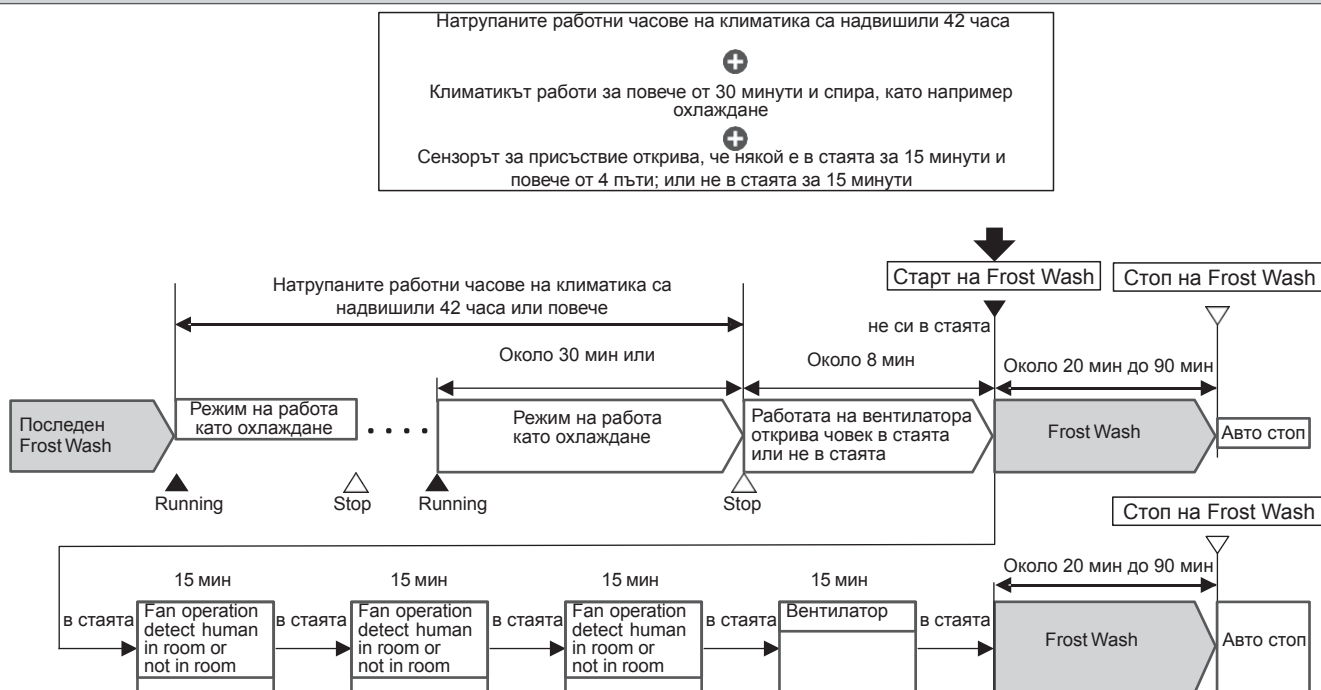 Натрупаните работни часове на климатика са надвишили 42 часа
Климатикът работи за повече от 30 минути и спира, като например
охлаждане
Сензорът за присъствие открива, че някой е в стаята за 15 минути и
повече от 4 пъти; или не в стаята за 15 минути
Старт на Frost Wash
Стоп на Frost Wash
Натрупаните работни часове на климатика са
надвишили 42 часа или повече
не си в стаята
Около 30 мин или
Около 8 мин
Около 20 мин до 90 мин
Последен
Frost Wash
Режим на работа
като охлаждане
Режим на работа
като охлаждане
Работата на вентилатора
открива човек в стаята
или не в стаята
Frost Wash
Авто стоп
Running
Stop
Running
Stop
Стоп на Frost Wash
15 мин
15 мин
15 мин
15 мин
Около 20 мин до 90 мин
в стаята
Fan operation
detect human
in room or
not in room
в стаята
Fan operation
detect human
in room or
not in room
в стаята
Fan operation
detect human
in room or
not in room
в стаята
Вентилатор
в стаята
Frost Wash
Авто стоп